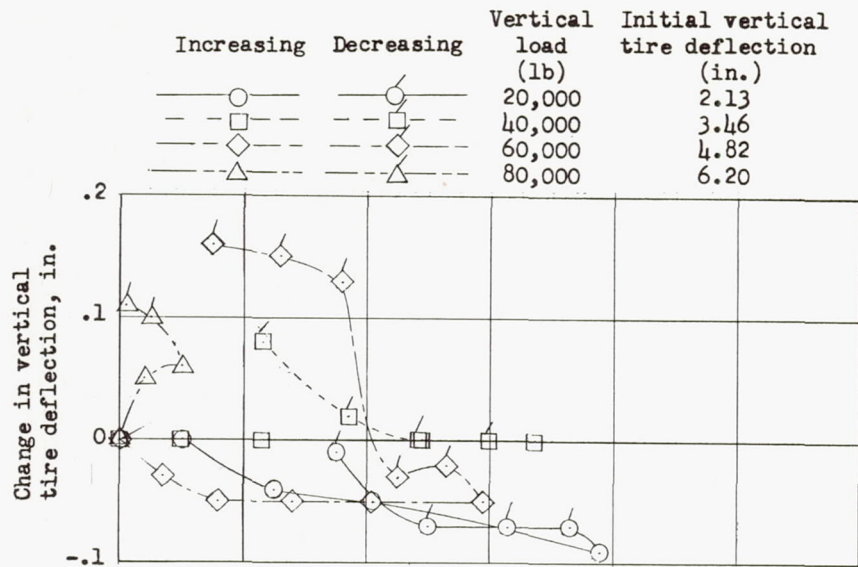 Vertical Initial vertical
Increasing Decreasing load tire deflection
(lb) (in.)
20,000 2.13
40,000 3.46
60,000 4.82
80,000 6.20
.2
.1
0
-.1
Change in vertical
tire deflection, in.